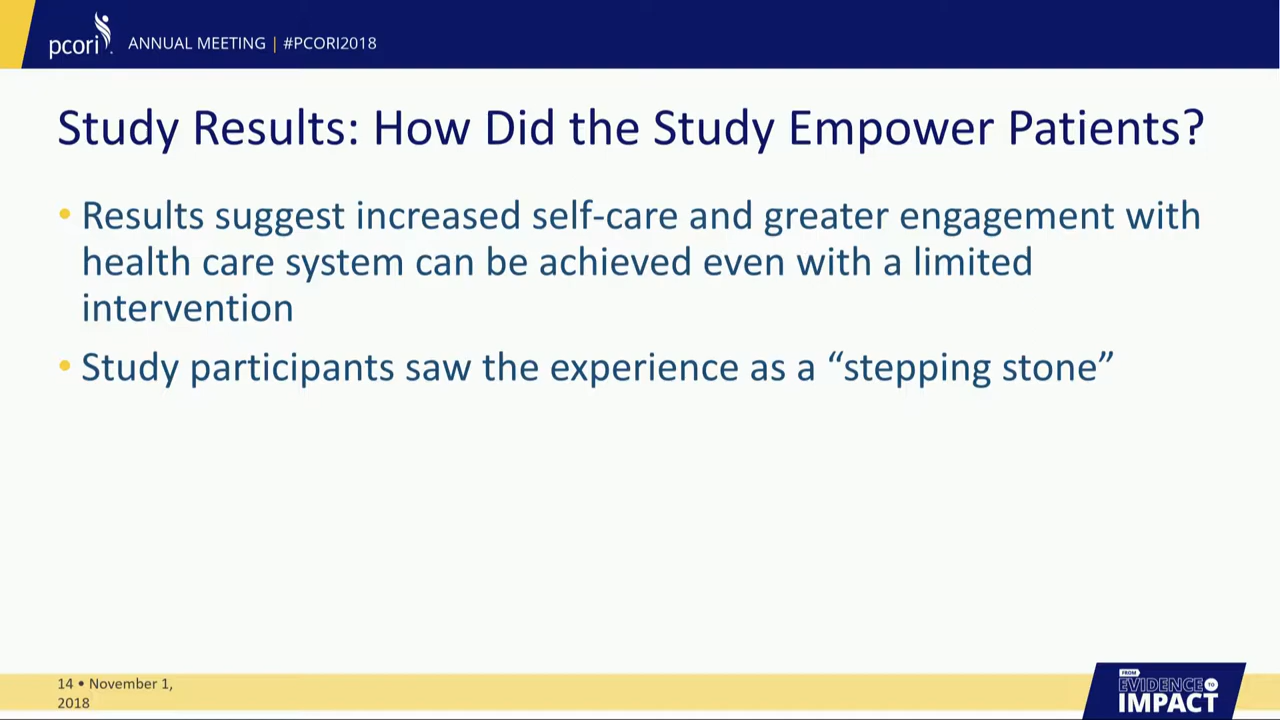 pcori
ANNUAL MEETING | #PCORI2018
Study Results: How Did the Study Empower Patients?
• Results suggest increased self-care and greater engagement with
health care system can be achieved even with a limited
intervention
• Study participants saw the experience as a “stepping stone”
14 • November 1,
2018
FROM
EVIDENCE TO
IMPACT